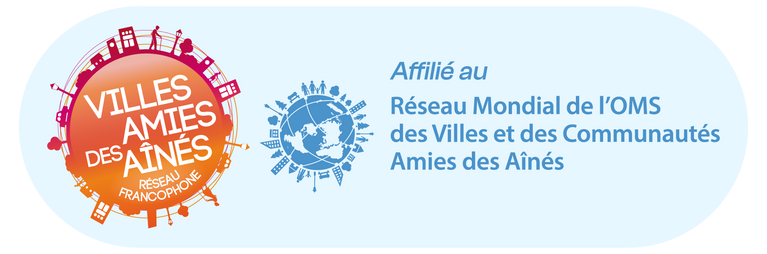 VILLES
AMIES
DES AÎNÉS
RÉSEAU
FRANCOPHONE
Affilié au
Réseau Mondial de l’OMS
des Villes et des Communautés
Amies des Aînés